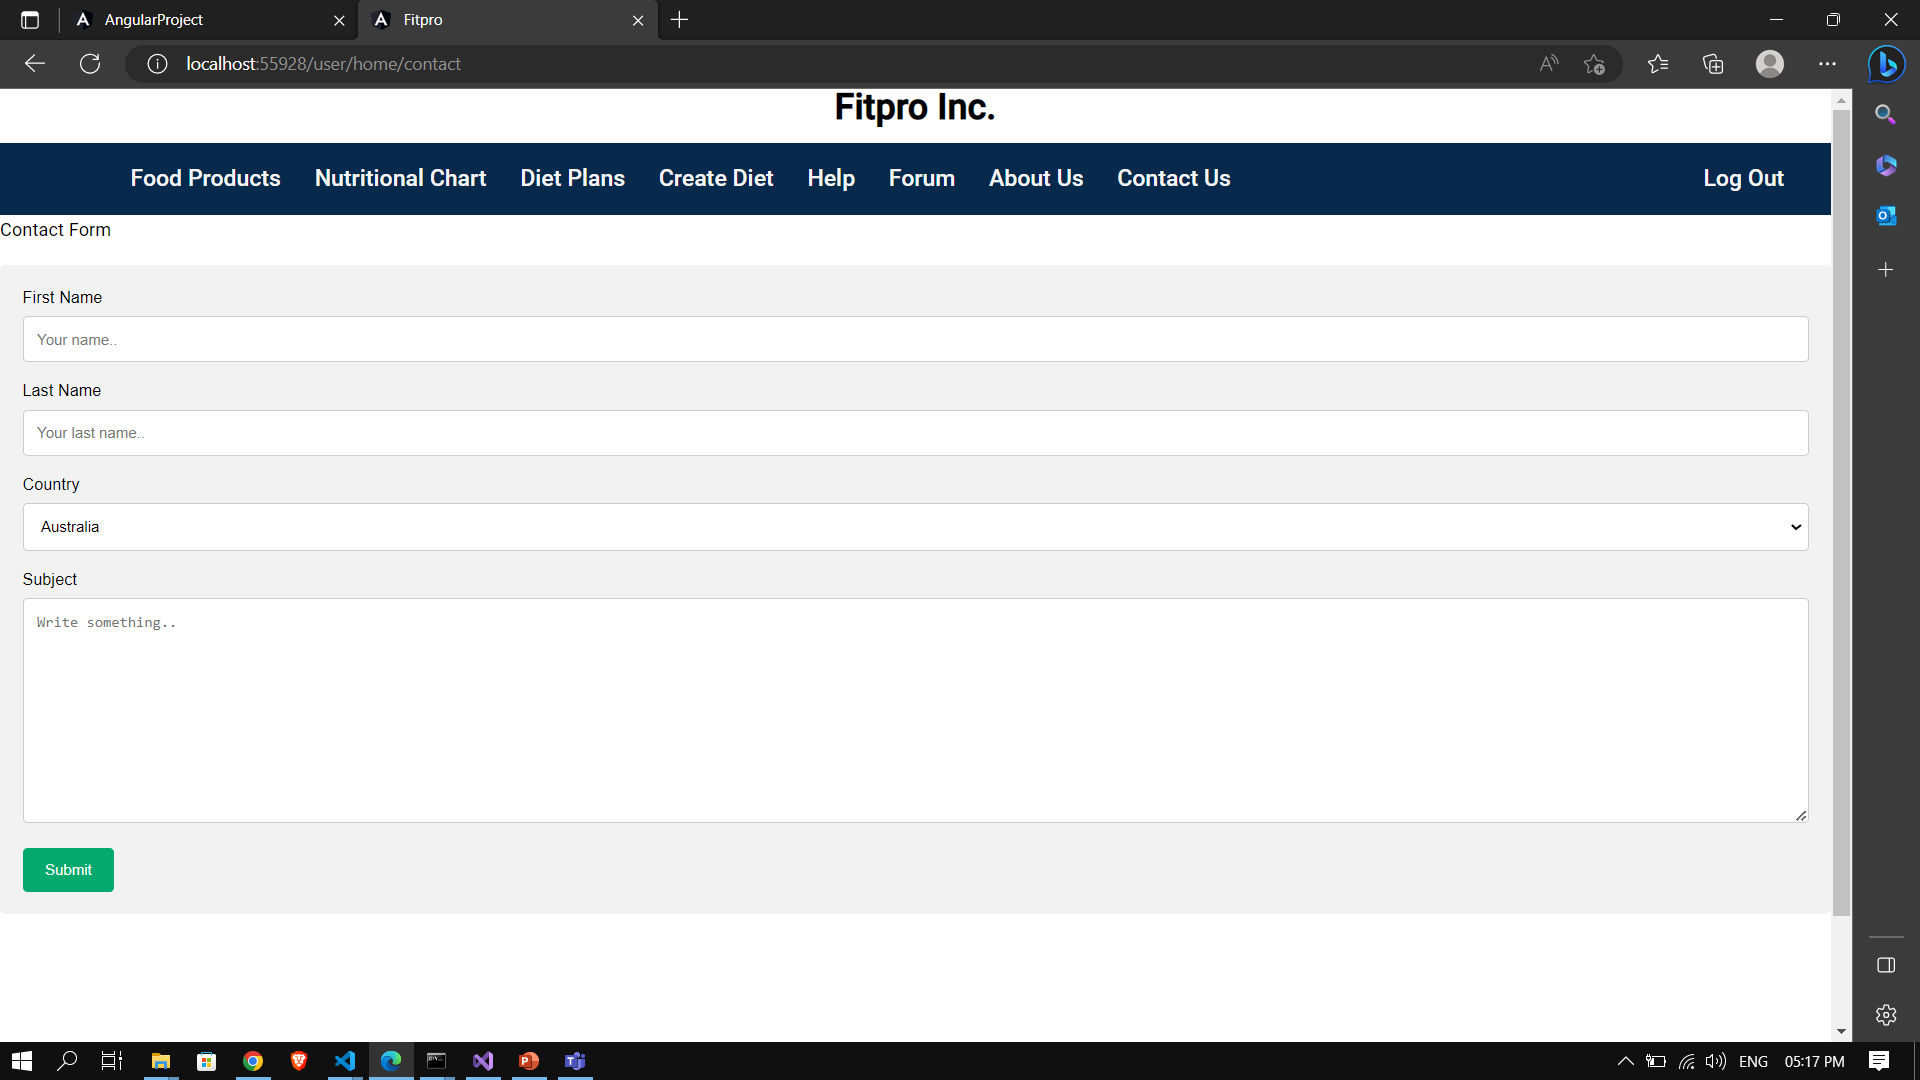 AngularProject
Fitpro
localhost:55928/user/home/contact
Fitpro Inc.
Food Products Nutritional Chart Diet Plans Create Diet Help Forum About Us Contact Us Log Out
Contact Form
First Name
Your name..
Last Name
Your last name..
Country
Australia
Subject
Write something..
Submit
ENG 05:17 PM